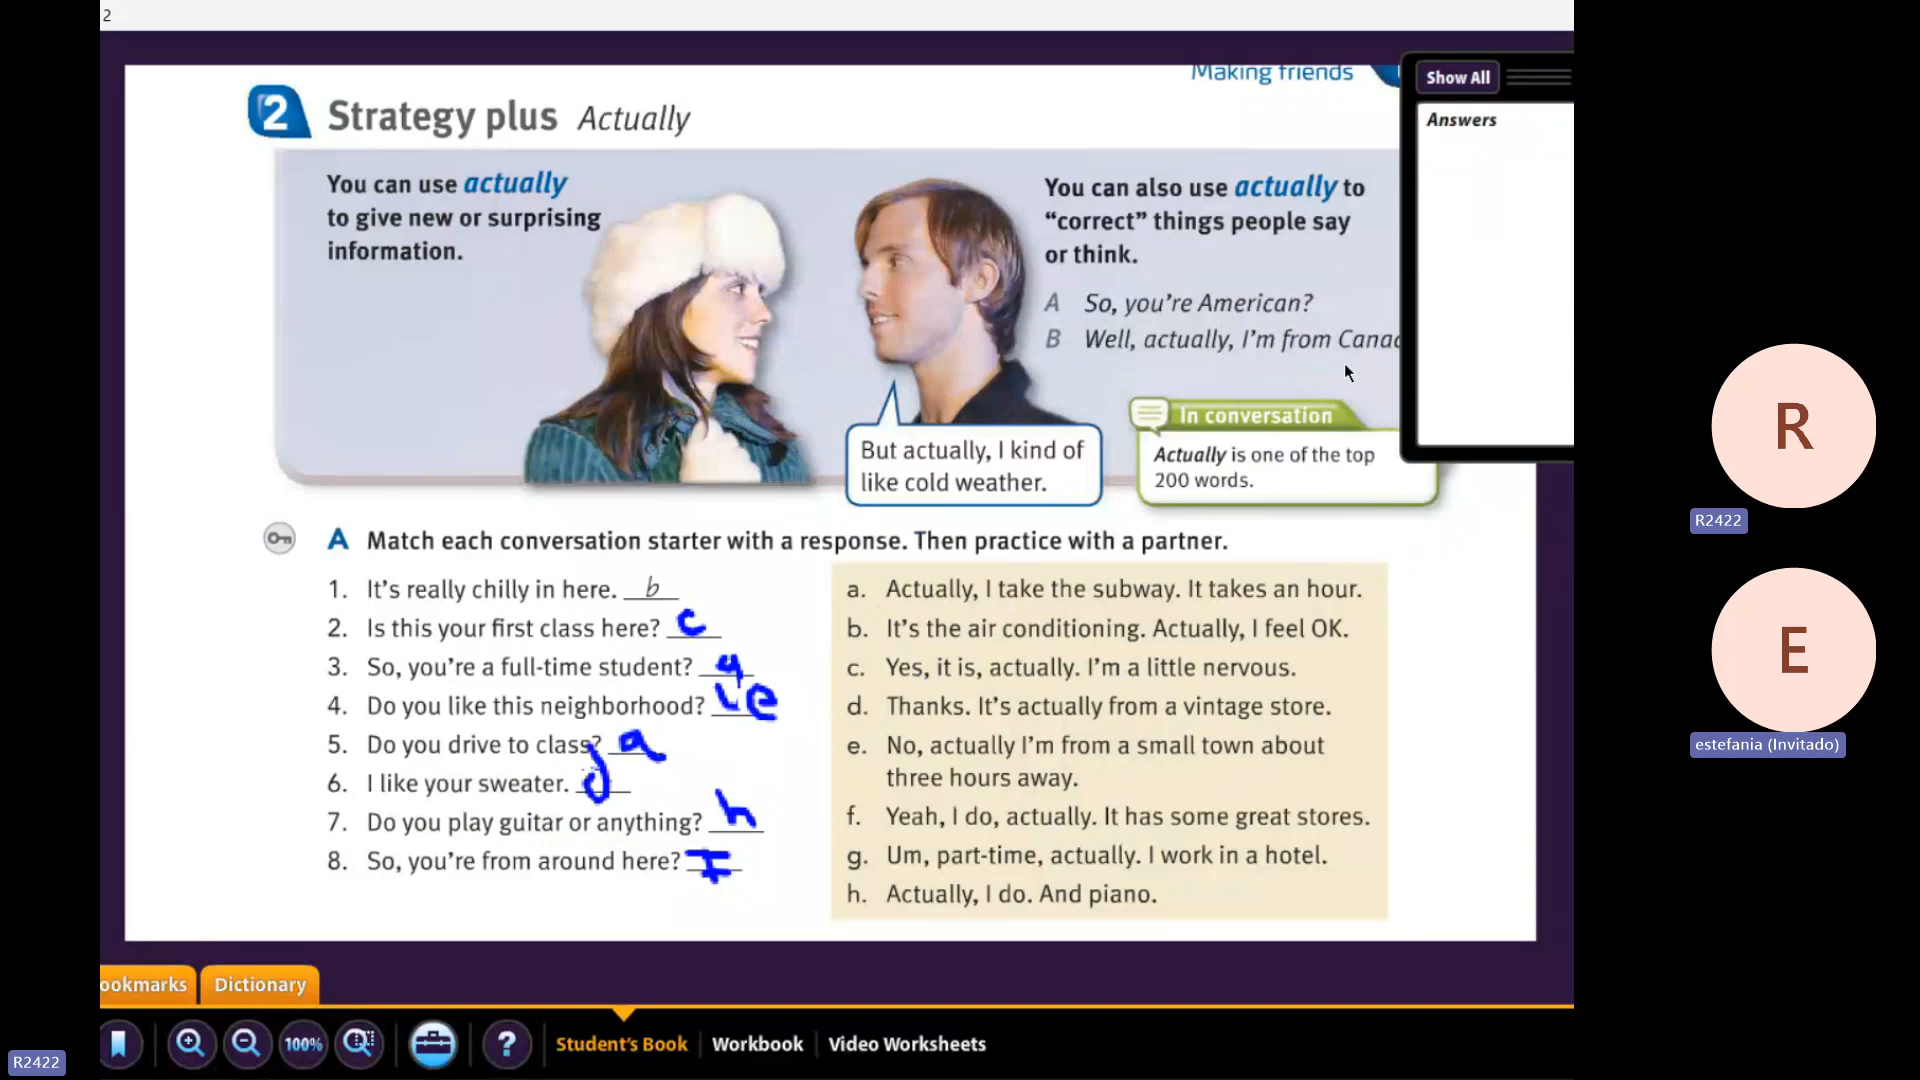 2
Making friends
Show All
Answers
2 Strategy plus Actually
You can use actually
to give new or surprising
information.
You can also use actually to
“correct” things people say
or think.
A So, you’re American?
B Well, actually, I’m from
But actually, I kind of
like cold weather.
In conversation
Actually is one of the top
200 words.
A Match each conversation starter with a response. Then practice with a partner.
1. It’s really chilly in here. b
2. Is this your first class here? c
3. So, you’re a full-time student?
4. Do you like this neighborhood? e
5. Do you drive to class? a
6. I like your sweater.
7. Do you play guitar or anything? h
8. So, you’re from around here?
a. Actually, I take the subway. It takes an hour.
b. It’s the air conditioning. Actually, I feel OK.
c. Yes, it is, actually. I’m a little nervous.
d. Thanks. It’s actually from a vintage store.
e. No, actually I’m from a small town about
three hours away.
f. Yeah, I do, actually. It has some great stores.
g. Um, part-time, actually. I work in a hotel.
h. Actually, I do. And piano.
R
R2422
E
estefania (Invitado)
ookmarks
Dictionary
100%
?
Student’s Book
Workbook
Video Worksheets
R2422